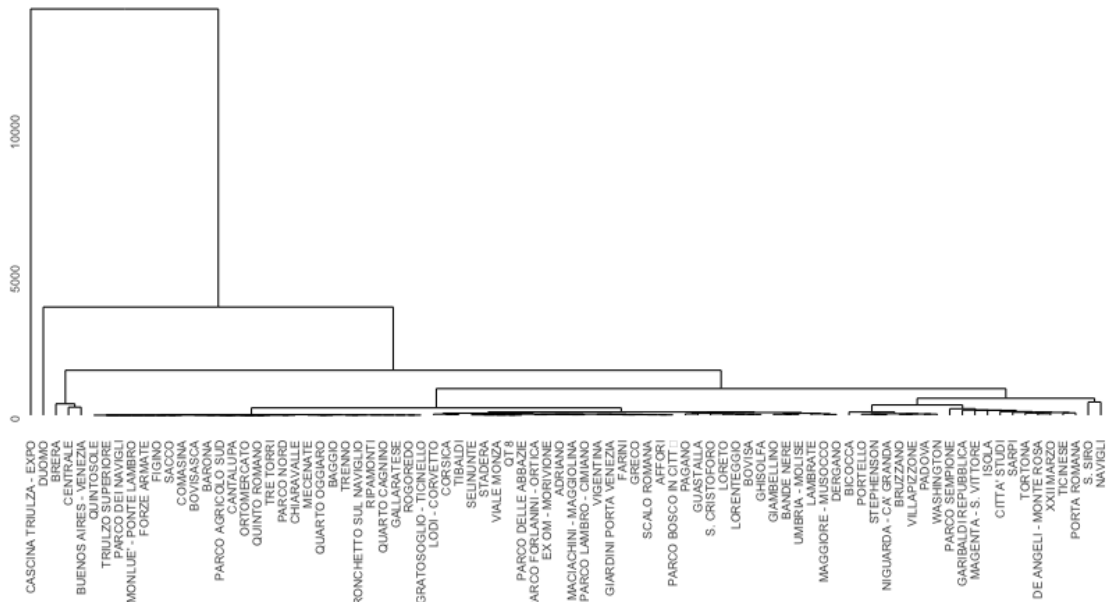 10000
5000
0
CASCINA TRIULZA - EXPO
DUOMO
BRERA
CENTRALE
BUENOS AIRES - VENEZIA
QUINTOSOLE
TRIULZO SUPERIORE
PARCO DEI NAVIGLI
MONLUE' - PONTE LAMBRO
FORZE ARMATE
FIGINO
SACCO
COMASINA
BOVISASCA
BARONA
PARCO AGRICOLO SUD
CANTALUPA
ORTOMERCATO
QUINTO ROMANO
TRE TORRI
PARCO NORD
CHIARAVALLE
MECENATE
QUARTO OGGIARO
BAGGIO
TRENNO
RONCHETTO SUL NAVIGLIO
RIPAMONTI
QUARTO CAGNINO
GALLARATESE
ROGOREDO
GRATOSOGLIO - TICINELLO
LODI - CORVETTO
CORSICA
TIBALDI
SELINUNTE
STADERA
VIALE MONZA
QT 8
PARCO DELLE ABBAZIE
ARCO FORLANINI - ORTICA
EX OM - MORIVIONE
ADRIANO
MACIACHINI - MAGGIOLINA
PARCO LAMBRO - CIMIANO
VIGENTINA
GIARDINI PORTA VENEZIA
FARINI
GRECO
SCALO ROMANA
AFFORI
PARCO BOSCO IN CITT□
PAGANO
GUASTALLA
S. CRISTOFORO
LORETO
LORENTEGGIO
BOVISA
GHISOLFA
GIAMBELLINO
BANDE NERE
UMBRIA - MOLISE
LAMBRATE
MAGGIORE - MUSOCCO
DERGANO
BICOCCA
PORTELLO
STEPHENSON
NIGUARDA - CA' GRANDA
BRUZZANO
VILLAPIZZONE
PADOVA
WASHINGTON
PARCO SEMPIONE
GARIBALDI REPUBBLICA
MAGENTA - S. VITTORE
ISOLA
CITTA' STUDI
SARPI
TORTONA
DE ANGELI - MONTE ROSA
XXII MARZO
TICINESE
PORTA ROMANA
S. SIRO
NAVIGLI